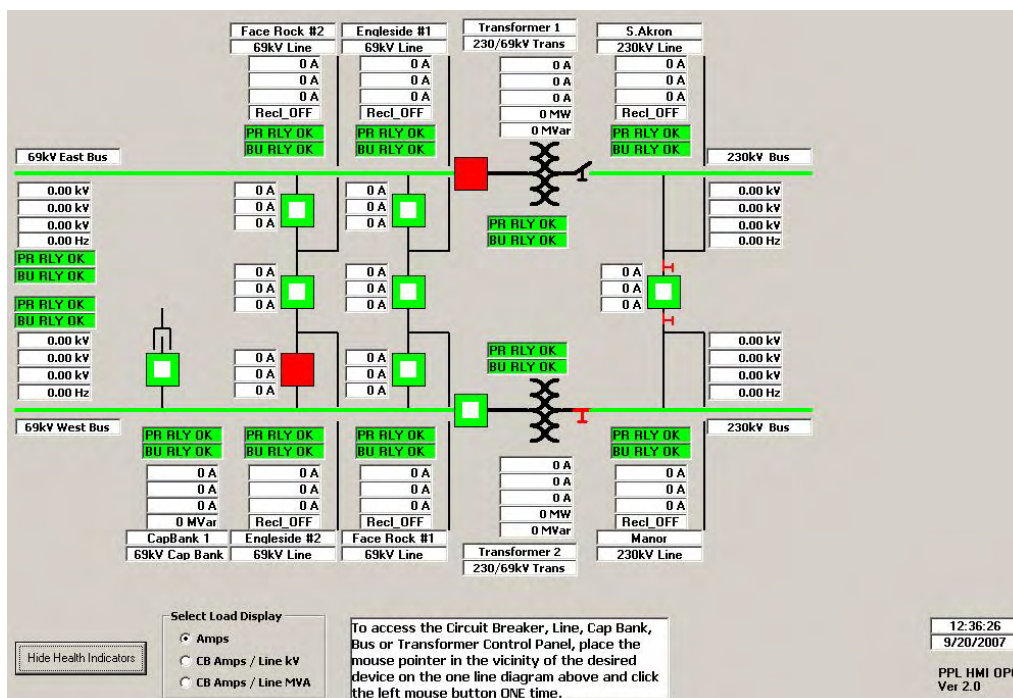 Face Rock #2
69kV Line
0 A
0 A
0 A
Recl_OFF
PR RLY OK
BU RLY OK
Engleside #1
69kV Line
0 A
0 A
0 A
Recl_OFF
PR RLY OK
BU RLY OK
Transformer 1
230/69kV Trans
0 A
0 A
0 A
0 MW
0 MVar
S.Akron
230kV Line
0 A
0 A
0 A
Recl_OFF
PR RLY OK
BU RLY OK
69kV East Bus
230kV Bus
0.00 kV
0.00 kV
0.00 kV
0.00 Hz
PR RLY OK
BU RLY OK
0 A
0 A
0 A
0 A
0 A
0 A
PR RLY OK
BU RLY OK
0.00 kV
0.00 kV
0.00 kV
0.00 Hz
0 A
0 A
0 A
0 A
0 A
0 A
0 A
0 A
0 A
PR RLY OK
BU RLY OK
0.00 kV
0.00 kV
0.00 kV
0.00 Hz
0 A
0 A
0 A
0 A
0 A
0 A
PR RLY OK
BU RLY OK
0.00 kV
0.00 kV
0.00 kV
0.00 Hz
69kV West Bus
230kV Bus
PR RLY OK
BU RLY OK
0 A
0 A
0 A
0 MVar
CapBank 1
69kV Cap Bank
PR RLY OK
BU RLY OK
0 A
0 A
0 A
Recl_OFF
Engleside #2
69kV Line
PR RLY OK
BU RLY OK
0 A
0 A
0 A
Recl_OFF
Face Rock #1
69kV Line
0 A
0 A
0 A
0 MW
0 MVar
Transformer 2
230/69kV Trans
PR RLY OK
BU RLY OK
0 A
0 A
0 A
Recl_OFF
Manor
230kV Line
Hide Health Indicators
Select Load Display
Amps
CB Amps / Line kV
CB Amps / Line MVA
To access the Circuit Breaker, Line, Cap Bank,
Bus or Transformer Control Panel, place the
mouse pointer in the vicinity of the desired
device on the one line diagram above and click
the left mouse button ONE time.
12:36:26
9/20/2007
PPL HMI OP
Ver 2.0